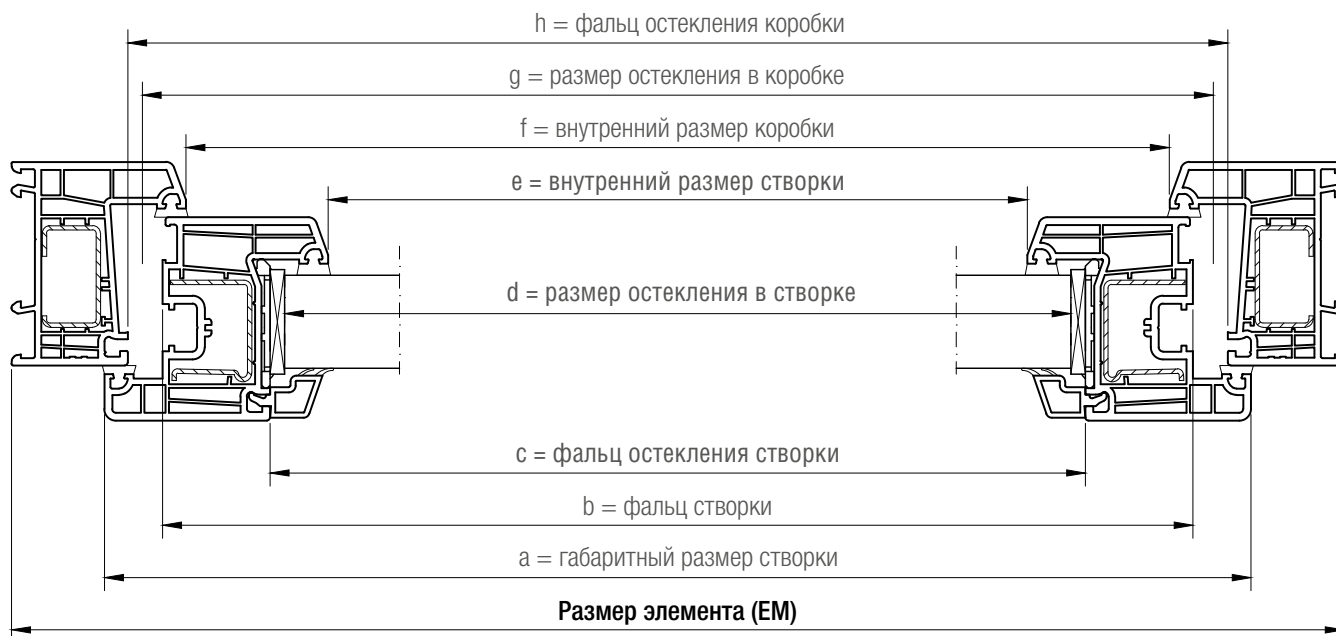 h = фальц остекления коробки
g = размер остекления в коробке
f = внутренний размер коробки
e = внутренний размер створки
d = размер остекления в створке
c = фальц остекления створки
b = фальц створки
a = габаритный размер створки
Размер элемента (EM)